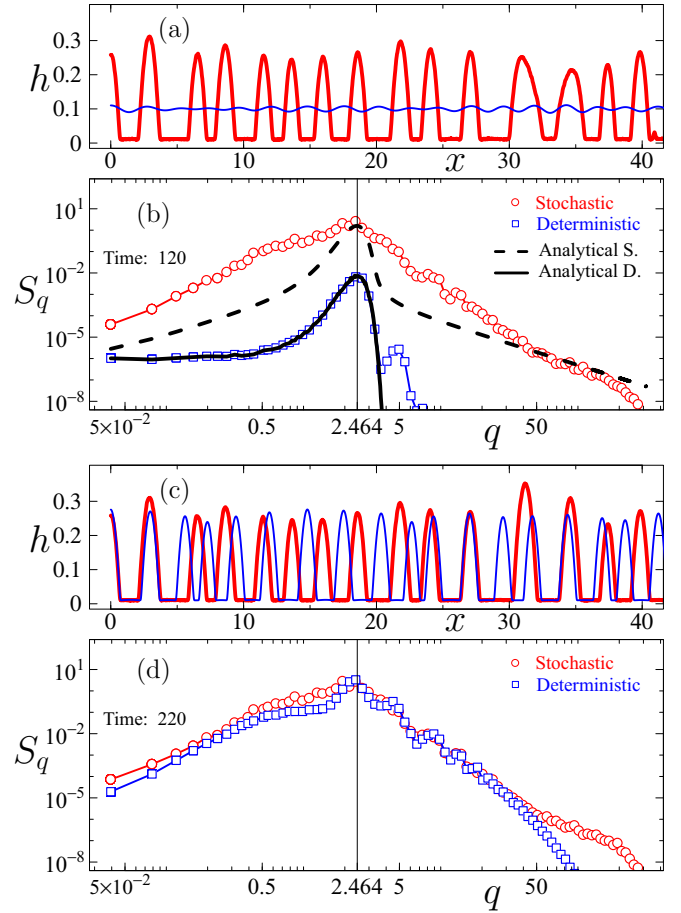 (a)
0.3
0.2
0.1
0
h
0 10 20 30 40
x
(b)
10^1
10^-2
10^-5
10^-8
S_q
Time: 120
Stochastic
Deterministic
Analytical S.
Analytical D.
5×10^-2 0.5 2.464 5 50
q
(c)
0.3
0.2
0.1
0
h
0 10 20 30 40
x
(d)
10^1
10^-2
10^-5
10^-8
S_q
Time: 220
Stochastic
Deterministic
5×10^-2 0.5 2.464 5 50
q